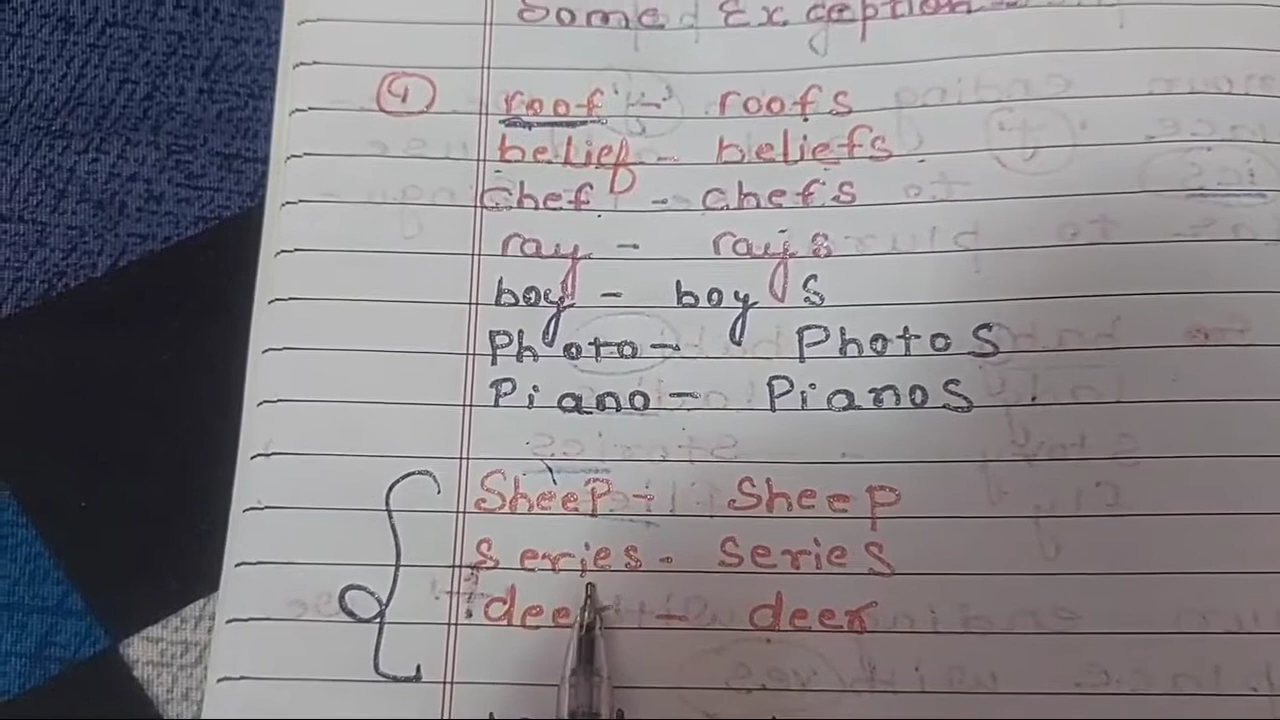 Some Exception
9 roof - roofs
belief - beliefs
chef - chefs
ray - rays
boy - boys
Photo - Photos
Piano - Pianos
Sheep - Sheep
series - series
deer - deer